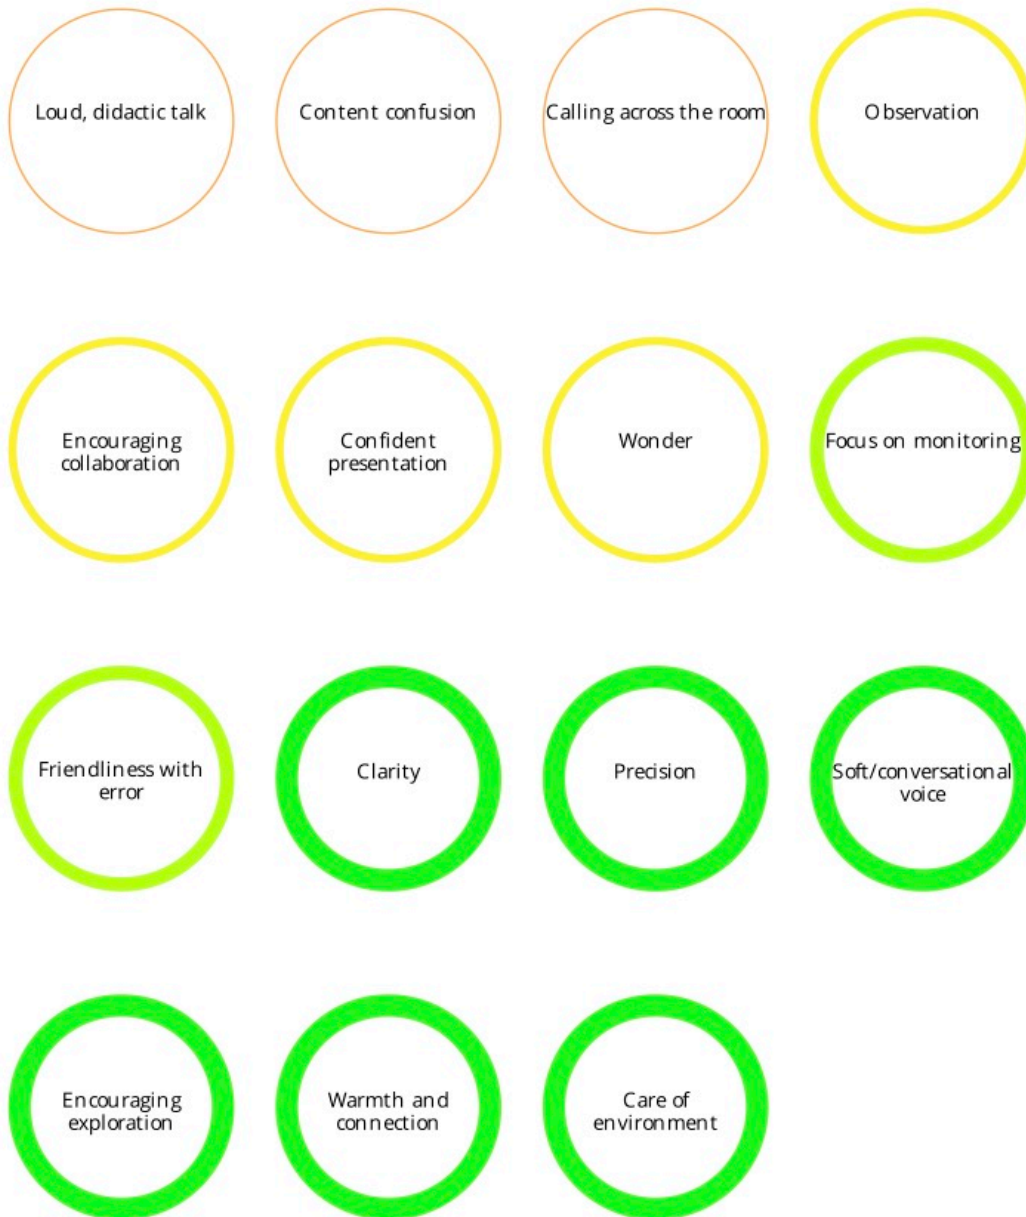 Loud, didactic talk
Content confusion
Calling across the room
Observation
Encouraging
collaboration
Confident
presentation
Wonder
Focus on monitoring
Friendliness with
error
Clarity
Precision
Soft/conversational
voice
Encouraging
exploration
Warmth and
connection
Care of
environment